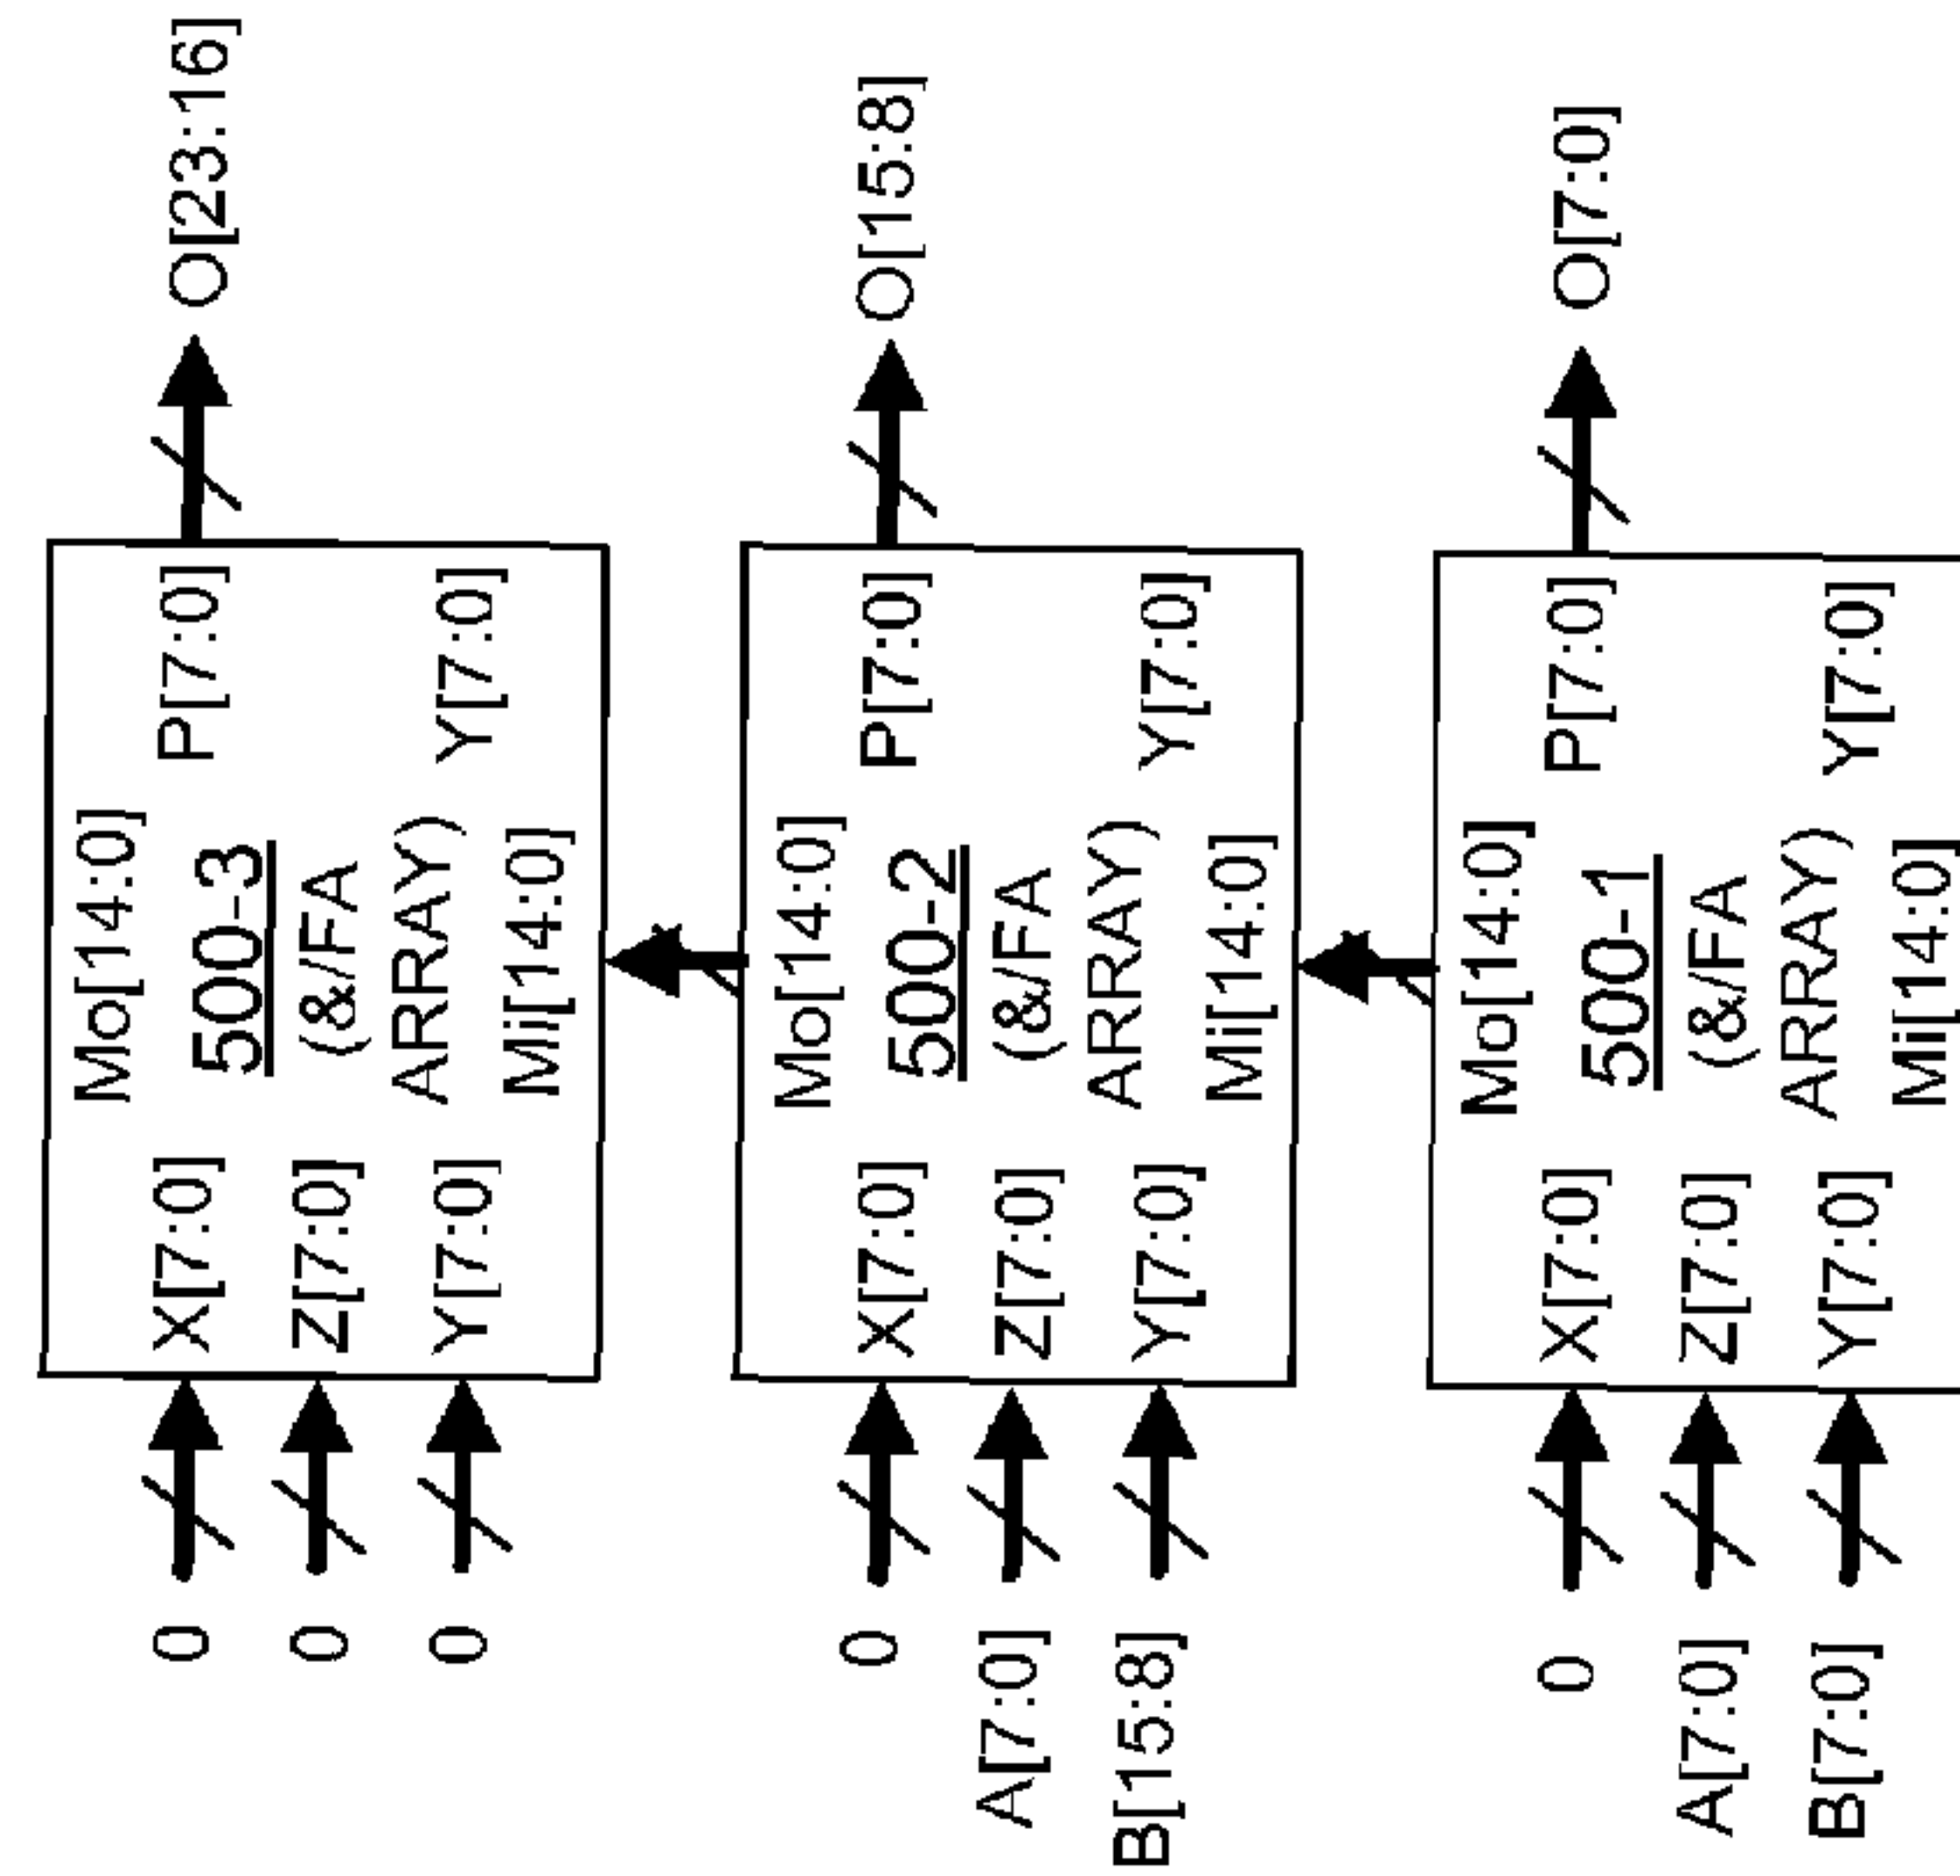 Mo[14:0]
0 X[7:0] P[7:0] O[23:16]
500-3
0 Z[7:0] (&/FA
ARRAY)
0 Y[7:0] Y[7:0]
Mi[14:0]
Mo[14:0]
0 X[7:0] P[7:0] O[15:8]
500-2
A[7:0] Z[7:0] (&/FA
ARRAY)
B[15:8] Y[7:0] Y[7:0]
Mi[14:0]
Mo[14:0]
0 X[7:0] P[7:0] O[7:0]
500-1
A[7:0] Z[7:0] (&/FA
ARRAY)
B[7:0] Y[7:0] Y[7:0]
Mi[14:0]